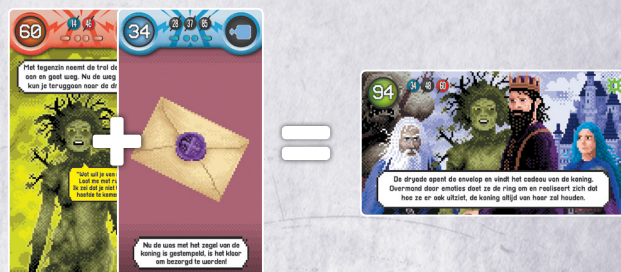 60
14 46
Met tegenzin neemt de trol de
aan en gaat weg. Nu de weg
kun je teruggaan naar de dr
"Wat wil je van
Laat me met ru
Ik zei dat je niet
hoefde te kome
34
28 37 85
Nu de was met het zegel van de
koning is gestempeld, is het klaar
om bezorgd te worden!
94
34 48 60
De dryade opent de envelop en vindt het cadeau van de koning.
Overmand door emoties doet ze de ring om en realiseert zich dat
hoe ze er ook uitziet, de koning altijd van haar zal houden.